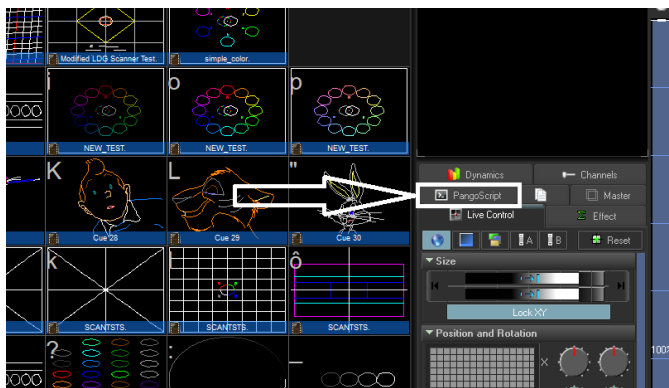 Modified LDG Scanner Test.
simple_color.
i
o
p
NEW_TEST.
NEW_TEST.
NEW_TEST.
Dynamics
Channels
PangoScript
Master
Live Control
Effect
K
L
"
Cue 28
Cue 29
Cue 30
A
B
Reset
Size
Lock XY
k
l
ô
SCANTSTS.
SCANTSTS.
SCANTSTS.
Position and Rotation
X
?
:
100%